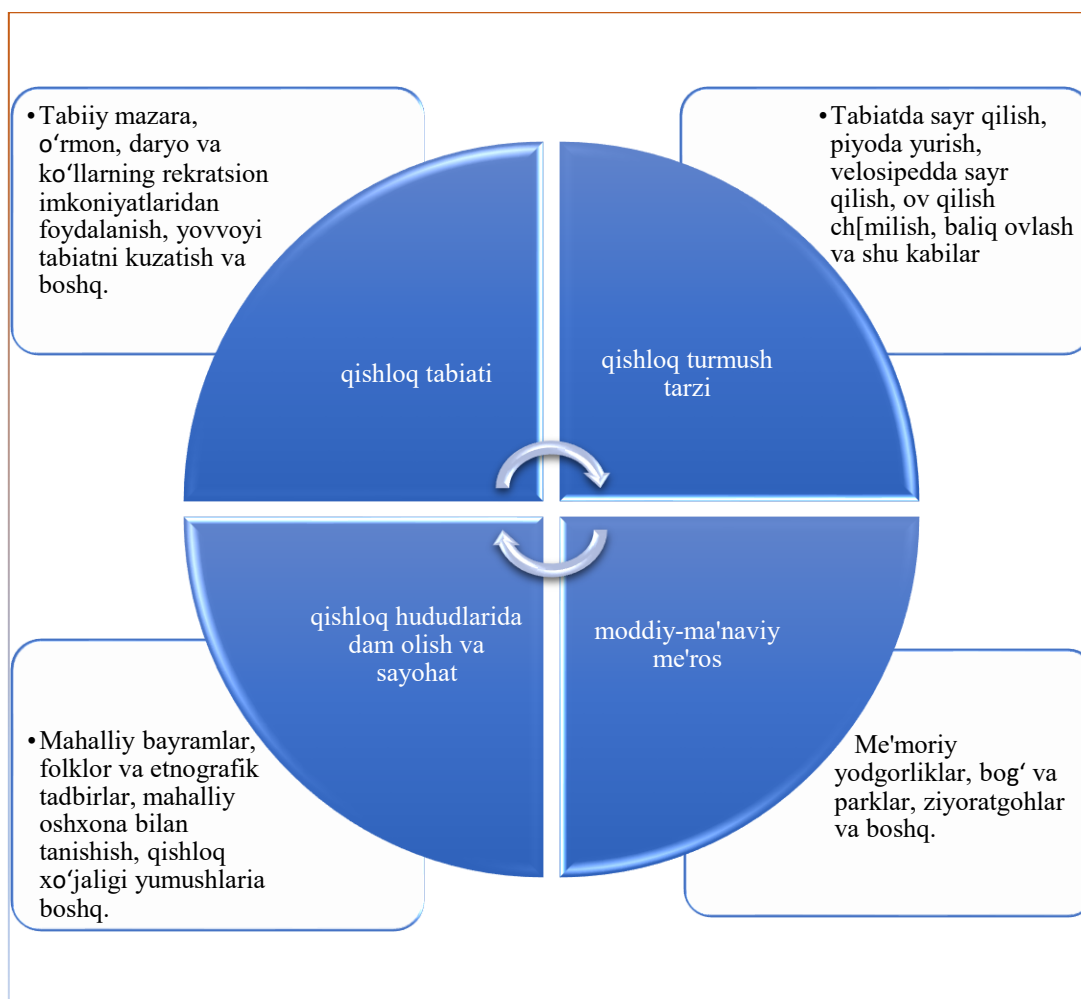 •Tabiiy mazara,
oʻrmon, daryo va
koʻllarning rekratsion
imkoniyatlaridan
foydalanish, yovvoyi
tabiatni kuzatish va
boshq.
•Tabiatda sayr qilish,
piyoda yurish,
velosipedda sayr
qilish, ov qilish
ch[milish, baliq ovlash
va shu kabilar
qishloq tabiati
qishloq turmush
tarzi
qishloq hududlarida
dam olish va
sayohat
moddiy-ma'naviy
me'ros
•Mahalliy bayramlar,
folklor va etnografik
tadbirlar, mahalliy
oshxona bilan
tanishish, qishloq
xoʻjaligi yumushlaria
boshq.
Me'moriy
yodgorliklar, bogʻ va
parklar, ziyoratgohlar
va boshq.